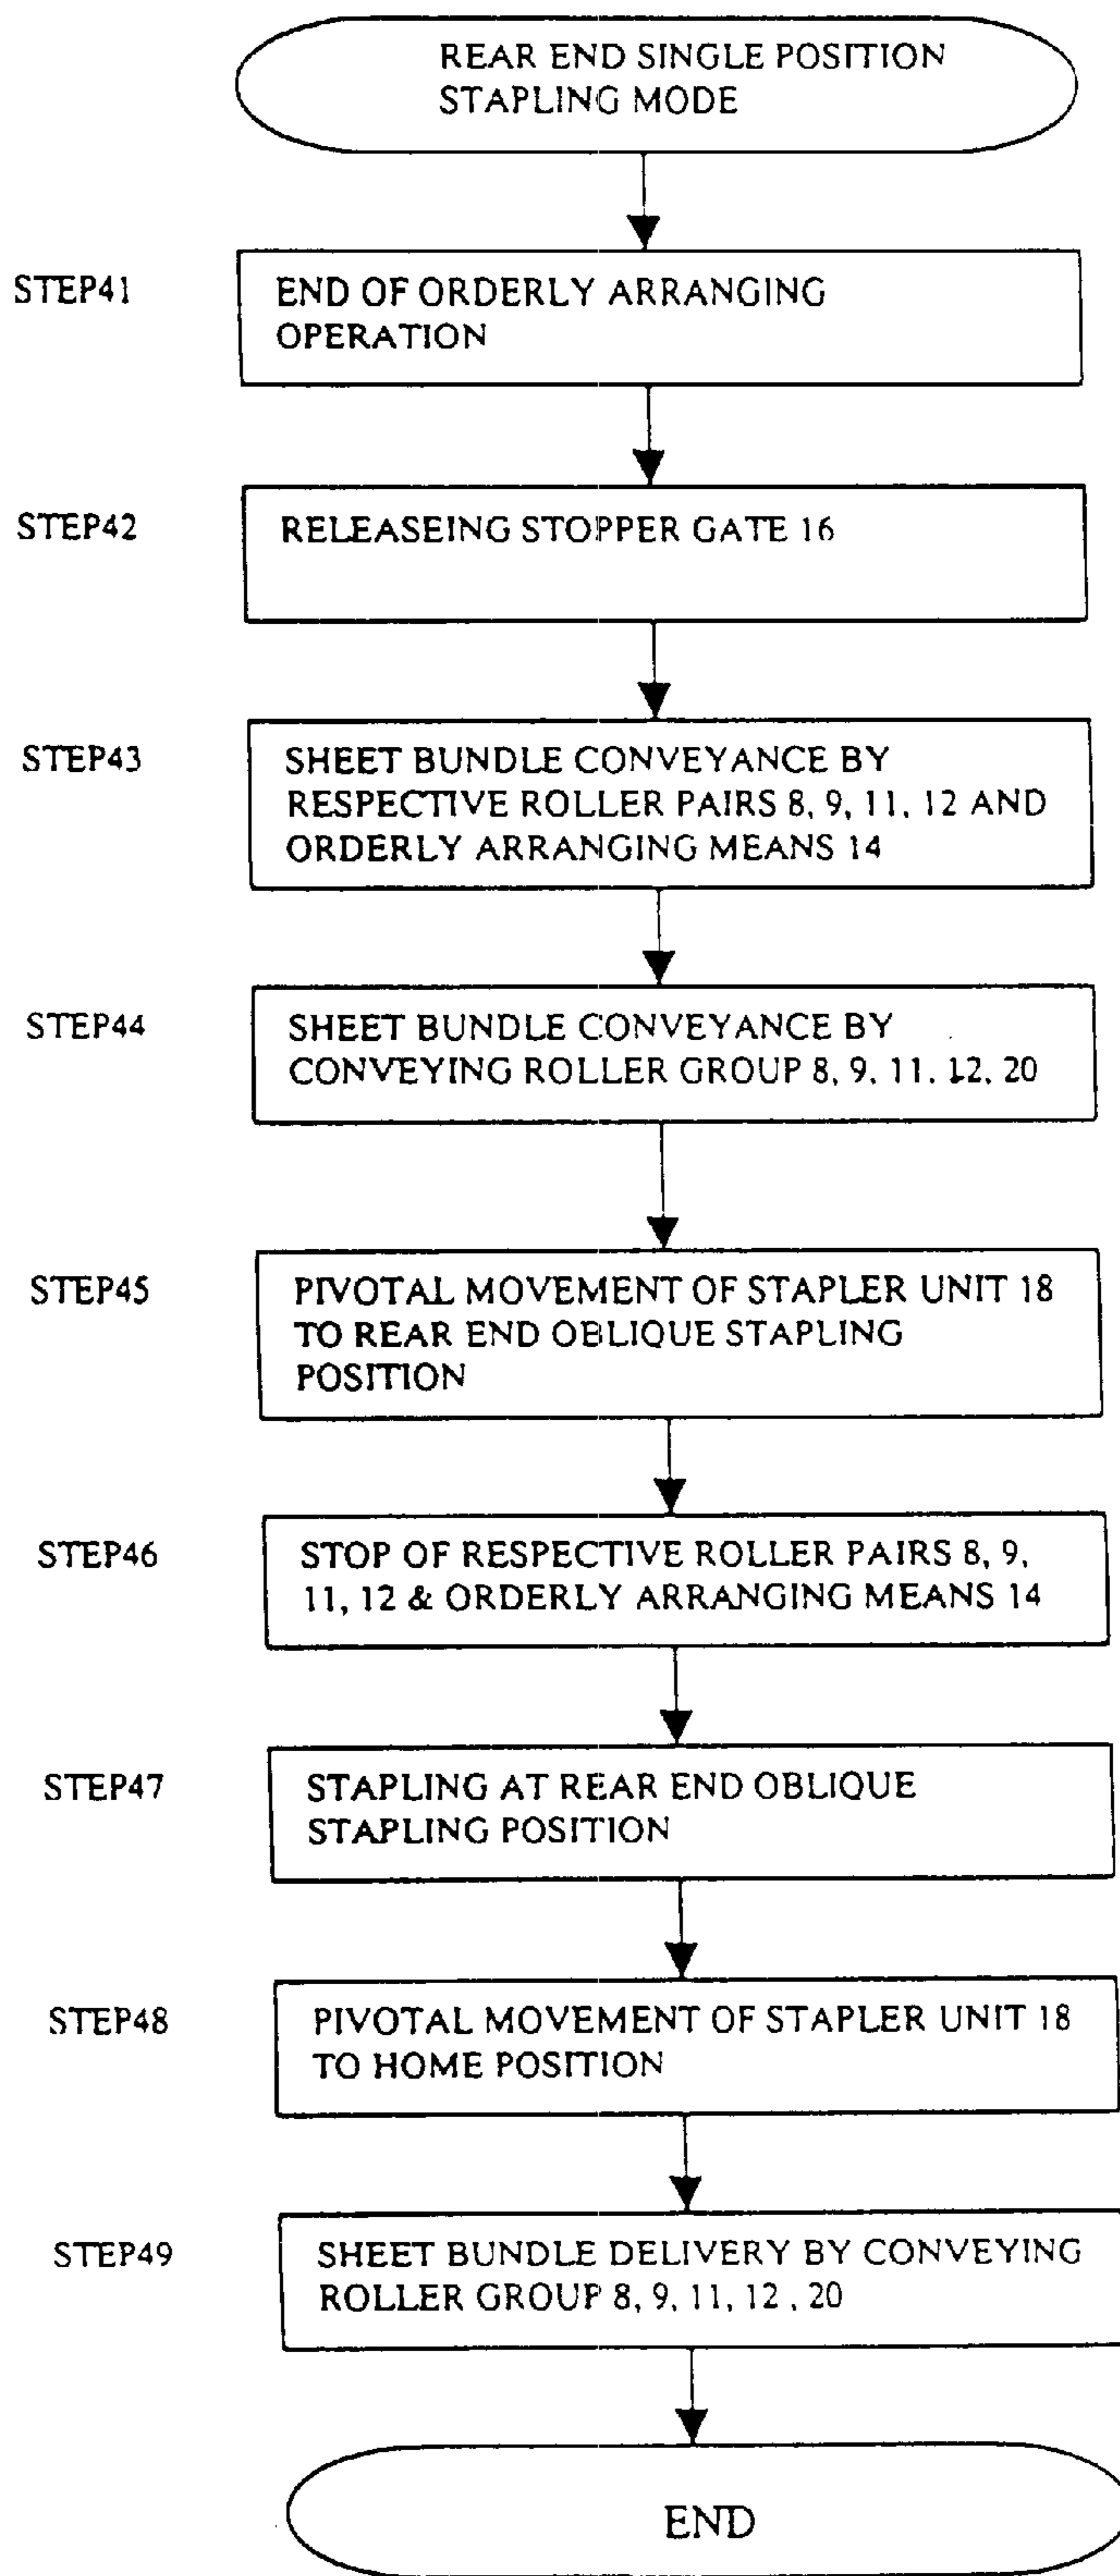 REAR END SINGLE POSITION
STAPLING MODE
STEP41
END OF ORDERLY ARRANGING
OPERATION
STEP42
RELEASEING STOPPER GATE 16
STEP43
SHEET BUNDLE CONVEYANCE BY
RESPECTIVE ROLLER PAIRS 8, 9, 11, 12 AND
ORDERLY ARRANGING MEANS 14
STEP44
SHEET BUNDLE CONVEYANCE BY
CONVEYING ROLLER GROUP 8, 9, 11, 12, 20
STEP45
PIVOTAL MOVEMENT OF STAPLER UNIT 18
TO REAR END OBLIQUE STAPLING
POSITION
STEP46
STOP OF RESPECTIVE ROLLER PAIRS 8, 9,
11, 12 & ORDERLY ARRANGING MEANS 14
STEP47
STAPLING AT REAR END OBLIQUE
STAPLING POSITION
STEP48
PIVOTAL MOVEMENT OF STAPLER UNIT 18
TO HOME POSITION
STEP49
SHEET BUNDLE DELIVERY BY CONVEYING
ROLLER GROUP 8, 9, 11, 12 , 20
END